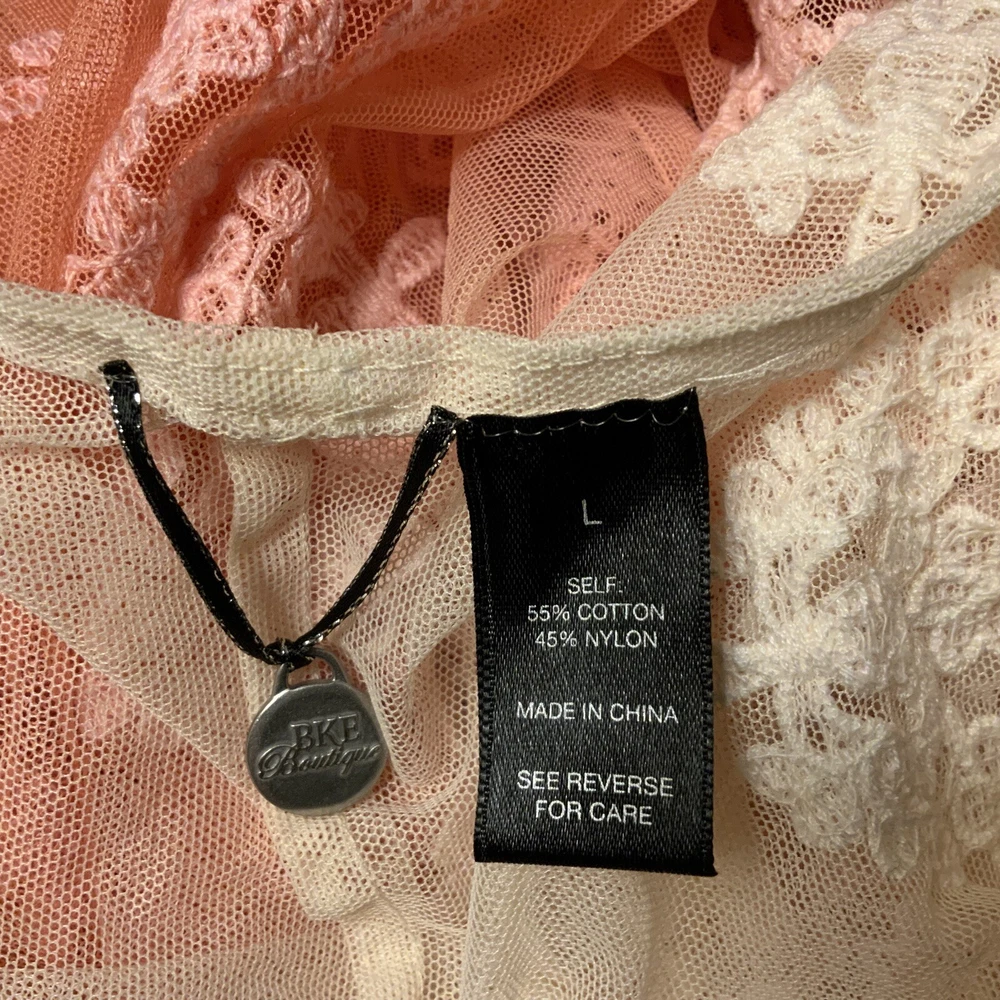 BKE
Boutique
L
SELF:
55% COTTON
45% NYLON
MADE IN CHINA
SEE REVERSE
FOR CARE